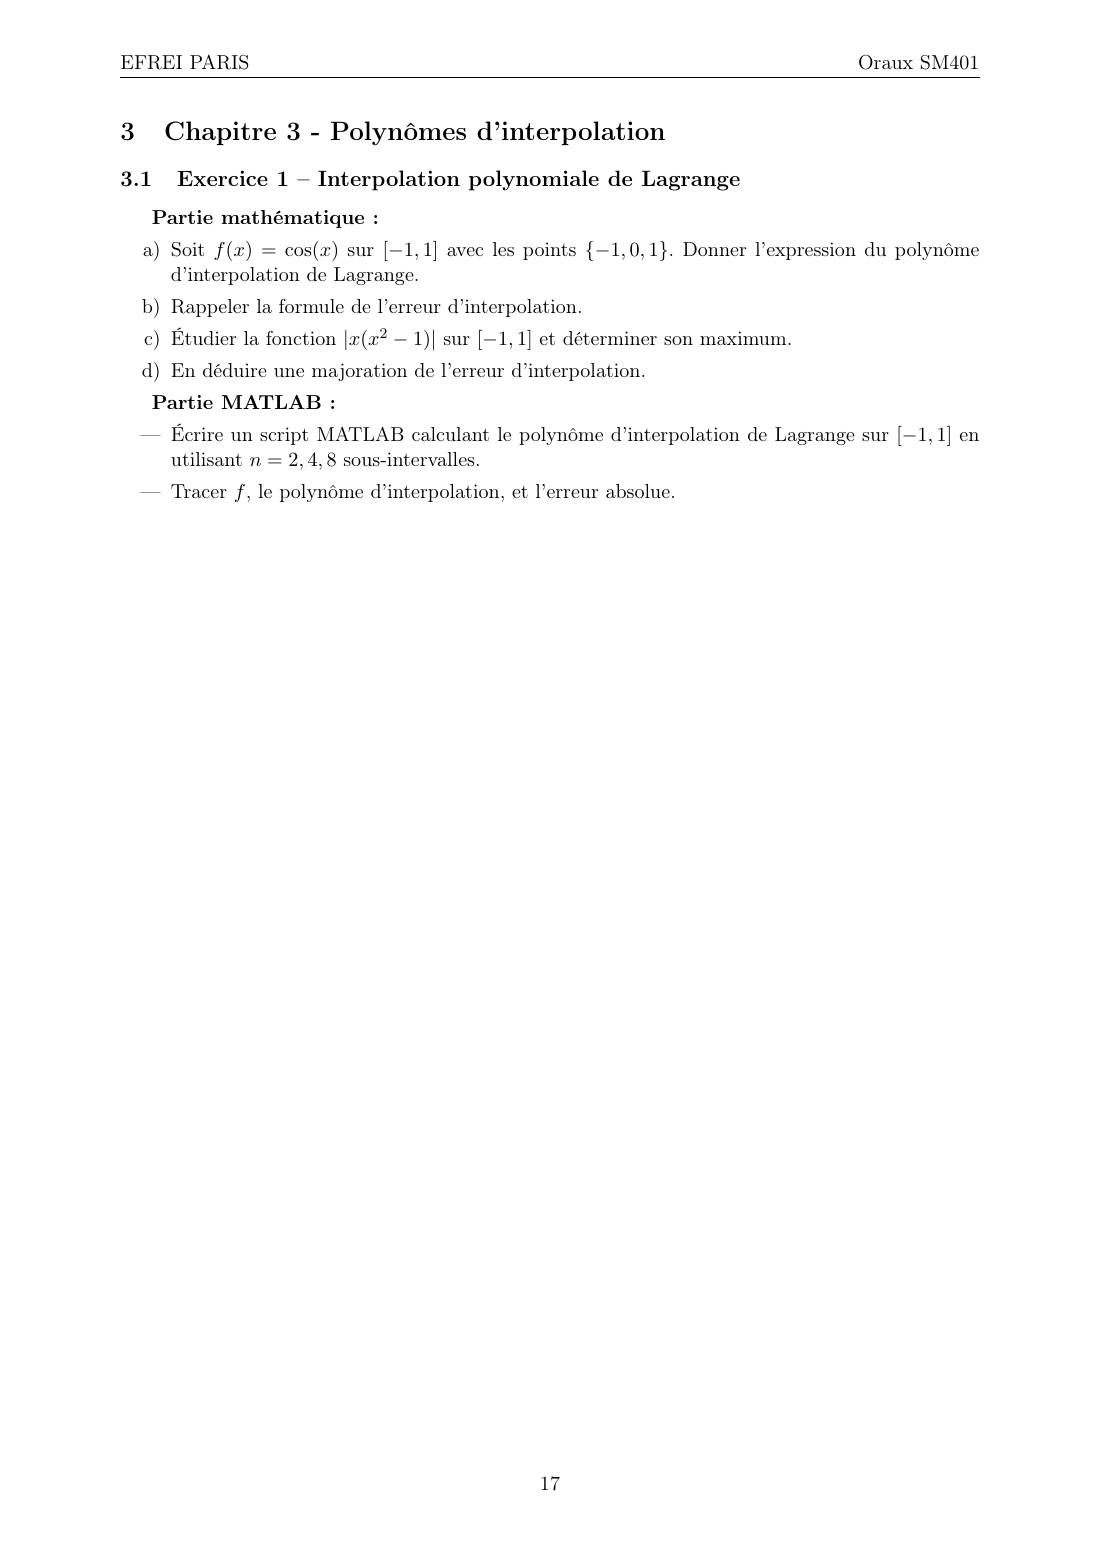 EFREI PARIS Oraux SM401
3 Chapitre 3 - Polynômes d'interpolation
3.1 Exercice 1 – Interpolation polynomiale de Lagrange
Partie mathématique :
a) Soit f(x) = cos(x) sur [−1, 1] avec les points {−1, 0, 1}. Donner l'expression du polynôme
d'interpolation de Lagrange.
b) Rappeler la formule de l'erreur d'interpolation.
c) Étudier la fonction |x(x² − 1)| sur [−1, 1] et déterminer son maximum.
d) En déduire une majoration de l'erreur d'interpolation.
Partie MATLAB :
— Écrire un script MATLAB calculant le polynôme d'interpolation de Lagrange sur [−1, 1] en
utilisant n = 2, 4, 8 sous-intervalles.
— Tracer f, le polynôme d'interpolation, et l'erreur absolue.
17